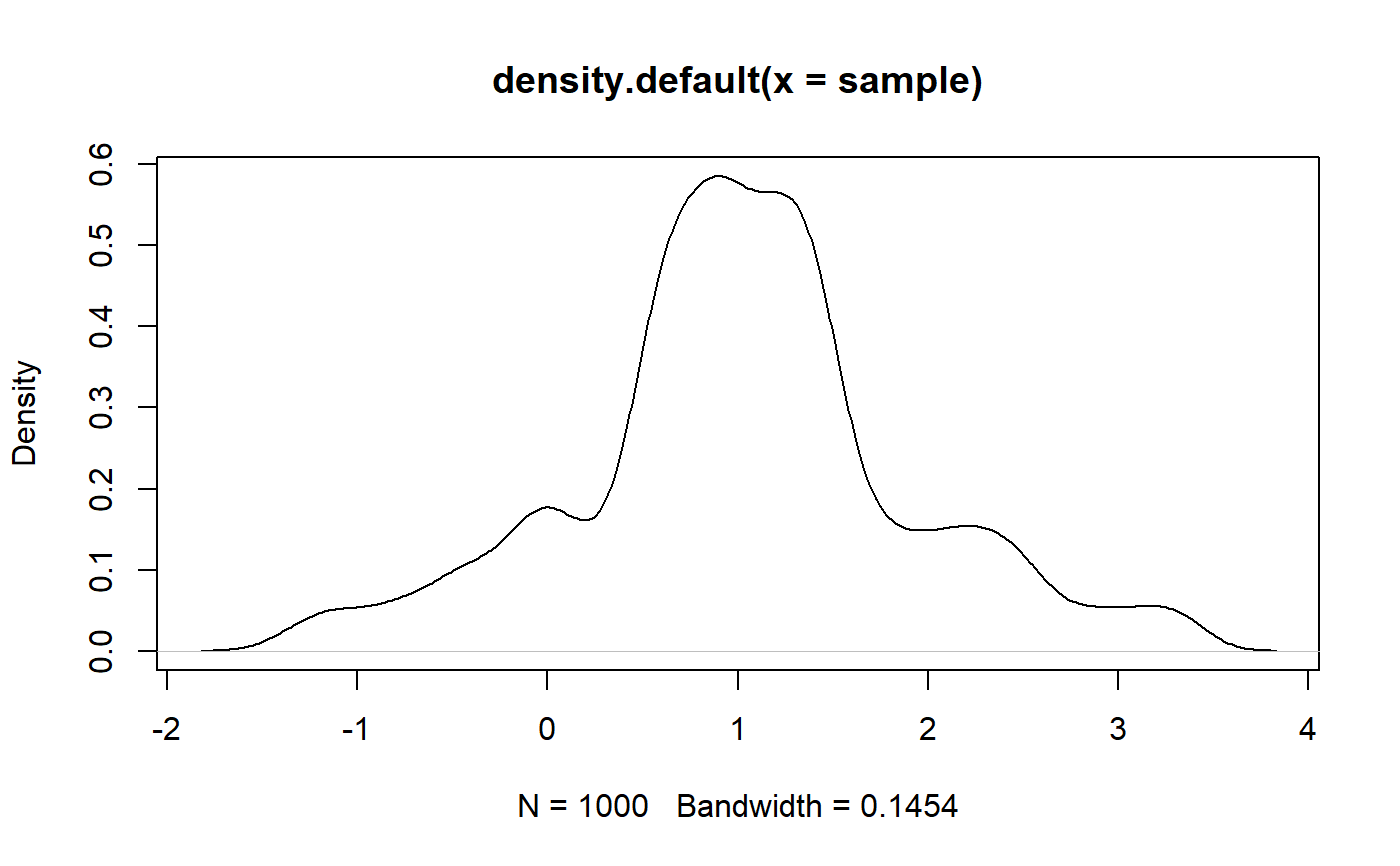 density.default(x = sample)
0.6
0.5
0.4
0.3
0.2
0.1
0.0
Density
-2 -1 0 1 2 3 4
N = 1000 Bandwidth = 0.1454